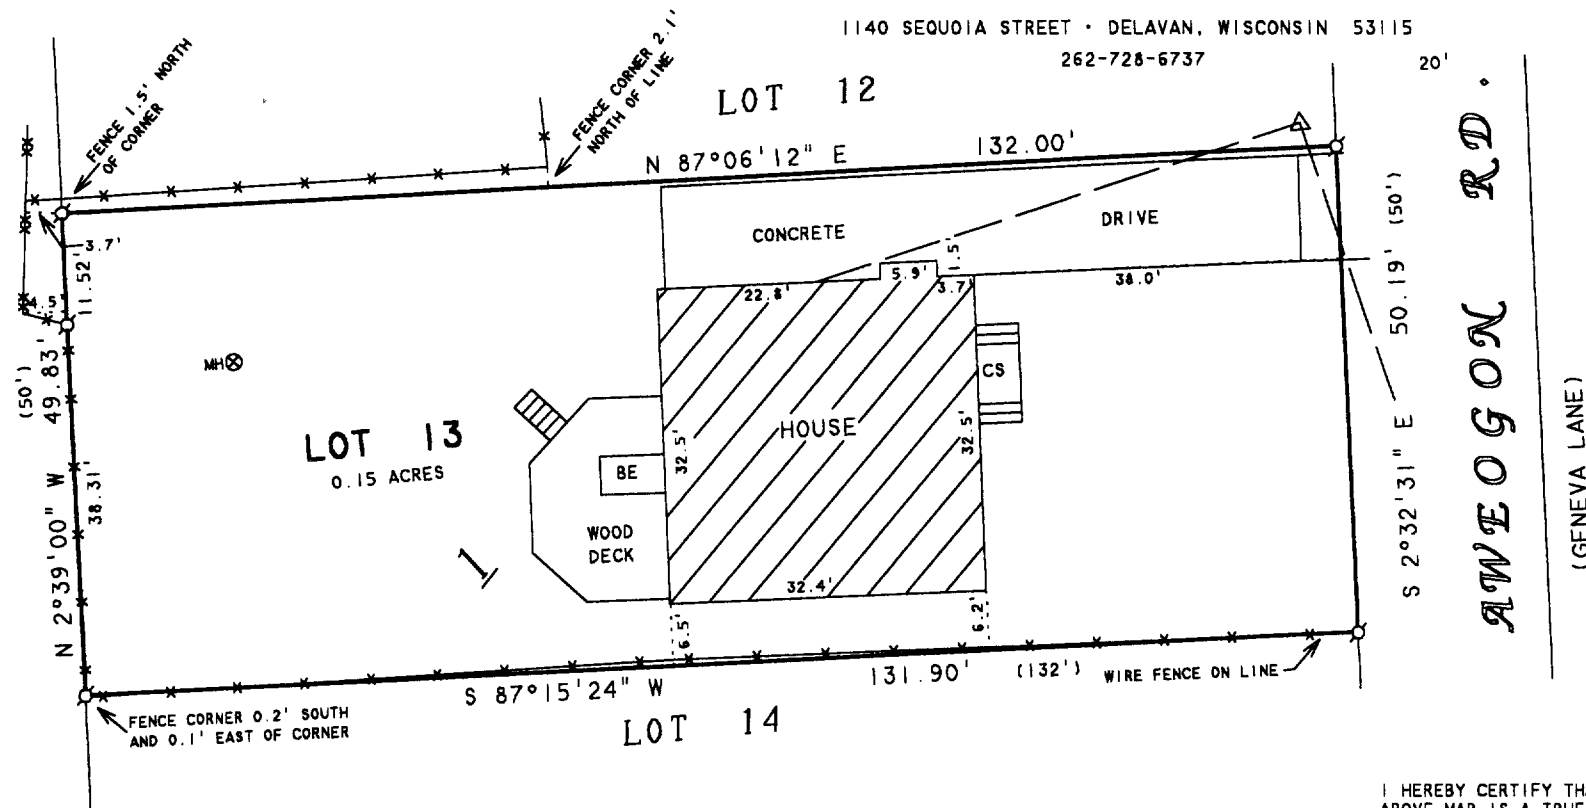 1140 SEQUOIA STREET · DELAVAN, WISCONSIN 53115
262-728-6737
20'
FENCE 1.5' NORTH
OF CORNER
FENCE CORNER 2.1'
NORTH OF LINE
LOT 12
N 87°06'12" E
132.00'
3.7'
11.52'
4.5'
CONCRETE
DRIVE
1.5'
5.9'
22.8'
3.7'
38.0'
50.19' (50')
S 2°32'31" E
AWEOGON RD.
(GENEVA LANE)
MH
(50')
49.83'
N 2°39'00" W
38.31'
LOT 13
0.15 ACRES
1
BE
WOOD
DECK
HOUSE
CS
32.5'
32.5'
32.4'
6.5'
6.2'
S 87°15'24" W
131.90' (132')
WIRE FENCE ON LINE
FENCE CORNER 0.2' SOUTH
AND 0.1' EAST OF CORNER
LOT 14
I HEREBY CERTIFY
ABOVE MAP IS A